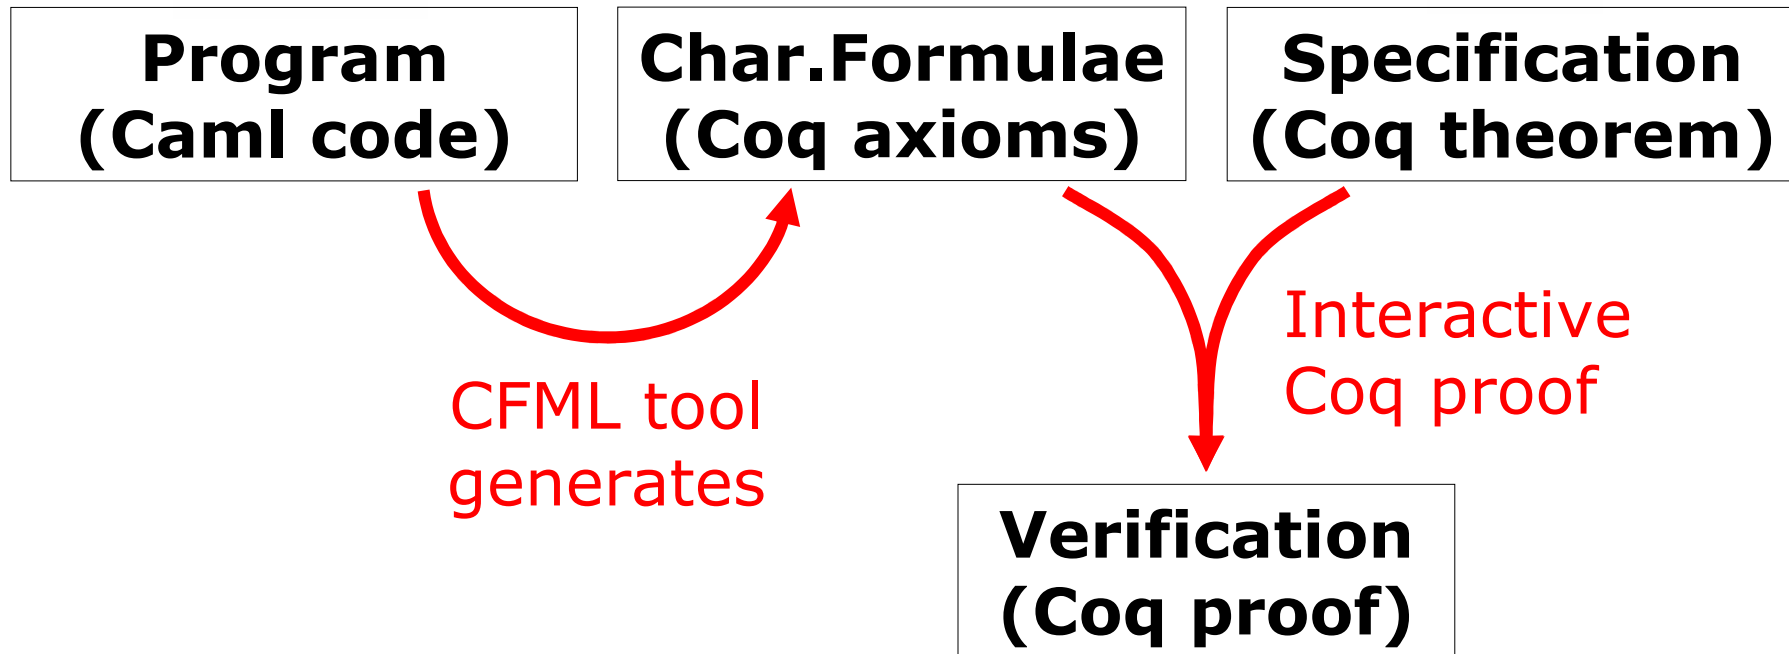 Program
(Caml code)
Char.Formulae
(Coq axioms)
Specification
(Coq theorem)
CFML tool
generates
Interactive
Coq proof
Verification
(Coq proof)